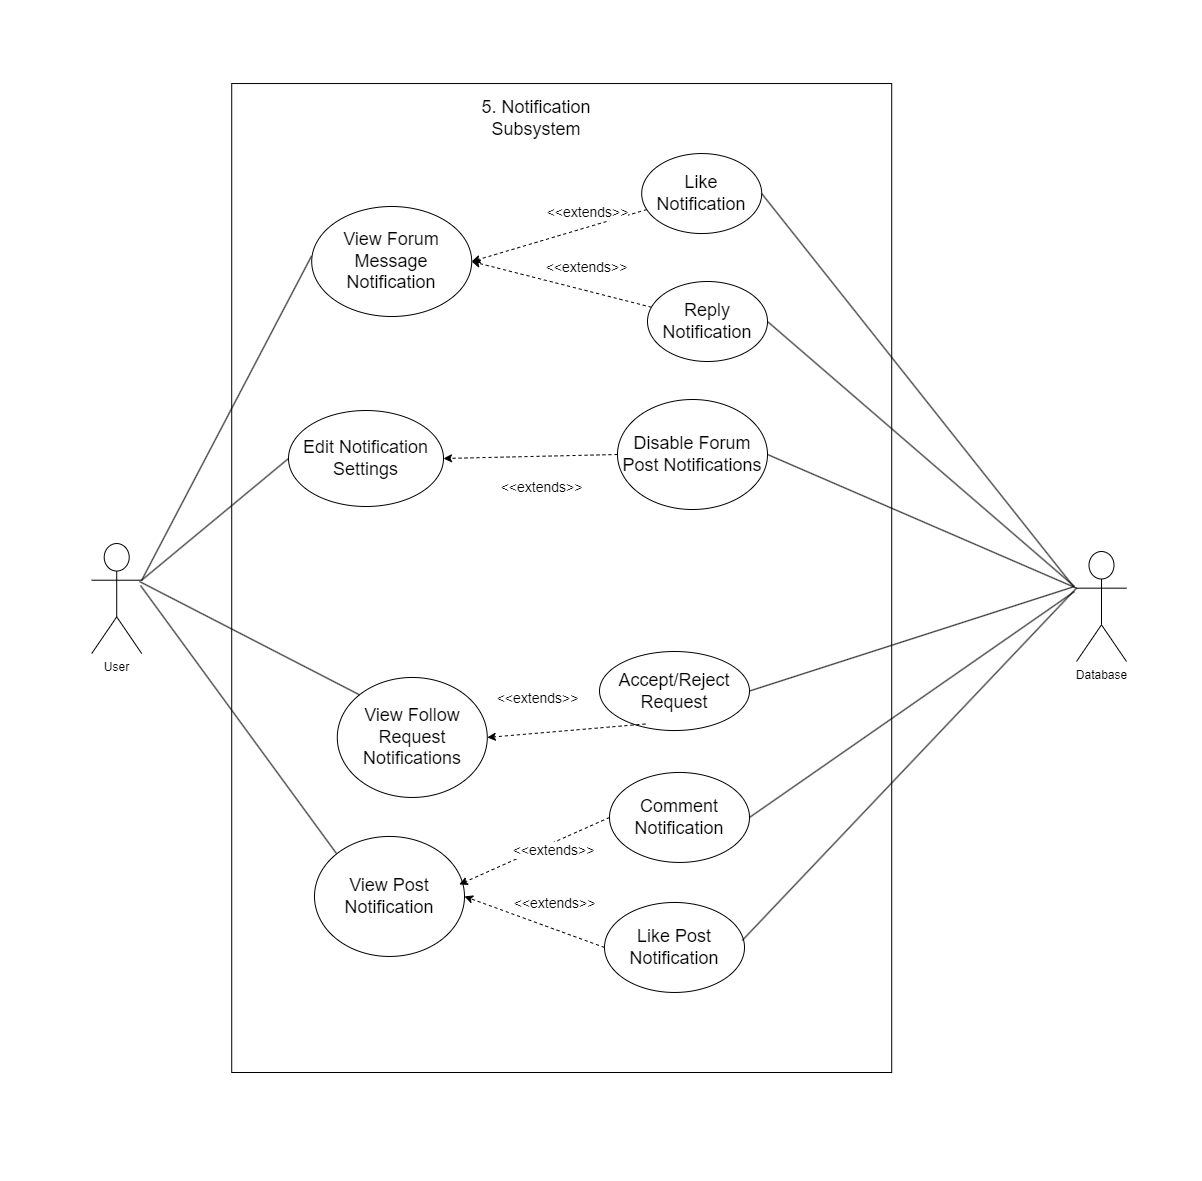 5. Notification
Subsystem
Like
Notification
<<extends>>
View Forum
Message
Notification
<<extends>>
Reply
Notification
Edit Notification
Settings
Disable Forum
Post Notifications
<<extends>>
User
Database
Accept/Reject
Request
<<extends>>
View Follow
Request
Notifications
Comment
Notification
<<extends>>
View Post
Notification
<<extends>>
Like Post
Notification